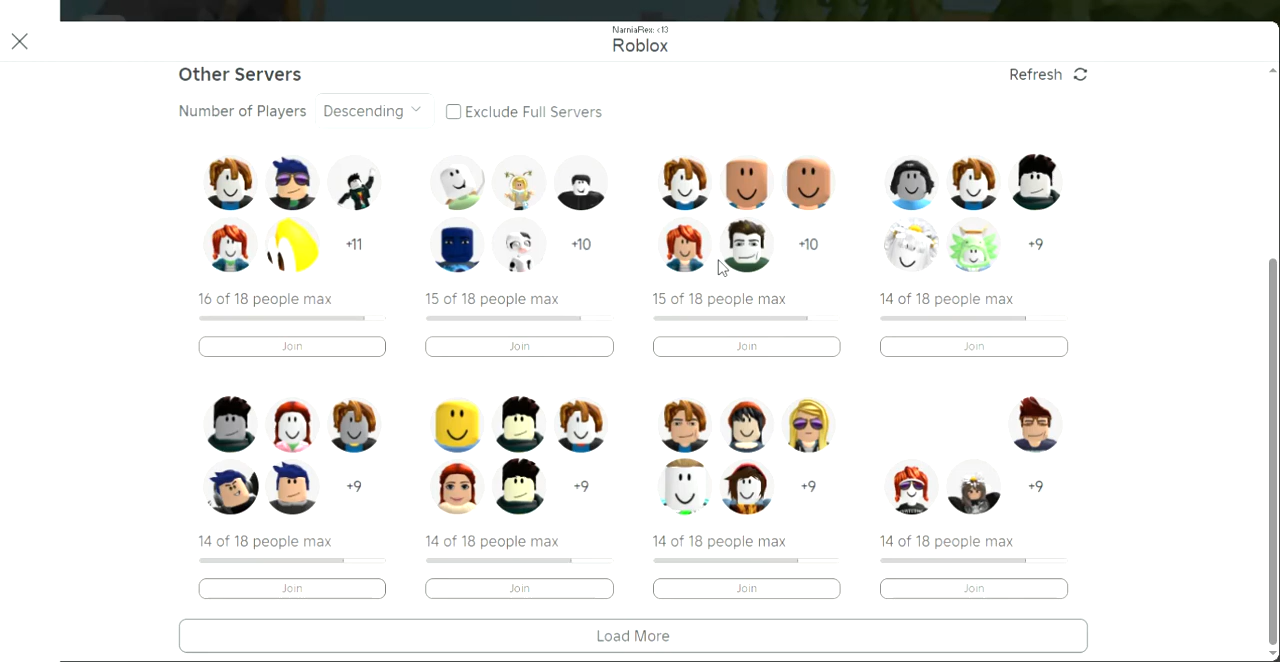 NarniaRex: <13
Roblox
Other Servers
Refresh
Number of Players Descending Exclude Full Servers
+11 +10 +10 +9
16 of 18 people max 15 of 18 people max 15 of 18 people max 14 of 18 people max
Join Join Join Join
+9 +9 +9 +9
14 of 18 people max 14 of 18 people max 14 of 18 people max 14 of 18 people max
Join Join Join Join
Load More